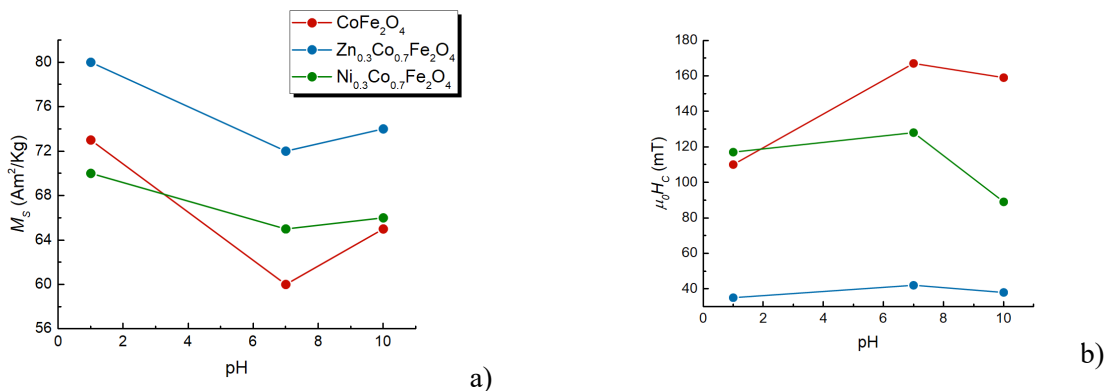 CoFe₂O₄
Zn₀.₃Co₀.₇Fe₂O₄
Ni₀.₃Co₀.₇Fe₂O₄
80
76
72
68
64
60
56
M_S (Am²/Kg)
0 2 4 6 8 10
pH
a)
180
160
140
120
100
80
60
40
μ₀H_C (mT)
0 2 4 6 8 10
pH
b)